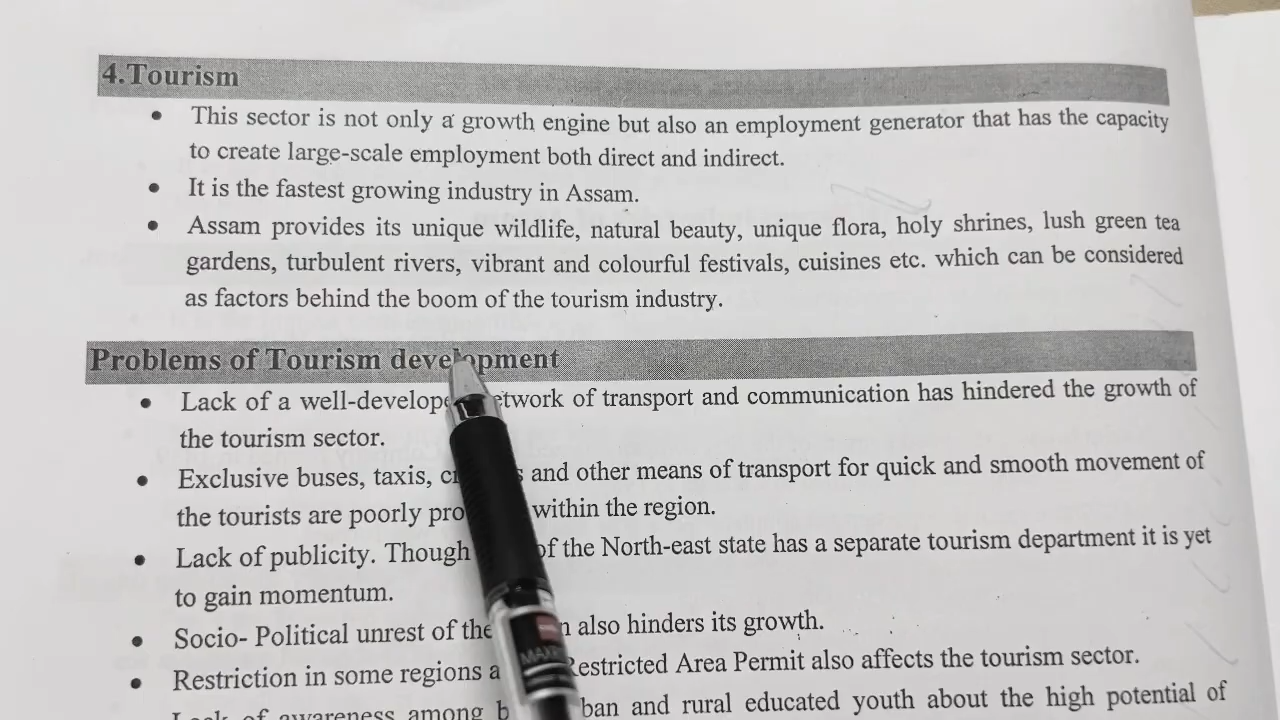 4.Tourism
• This sector is not only a growth engine but also an employment generator that has the capacity
to create large-scale employment both direct and indirect.
• It is the fastest growing industry in Assam.
• Assam provides its unique wildlife, natural beauty, unique flora, holy shrines, lush green tea
gardens, turbulent rivers, vibrant and colourful festivals, cuisines etc. which can be considered
as factors behind the boom of the tourism industry.
Problems of Tourism development
• Lack of a well-develope etwork of transport and communication has hindered the growth of
the tourism sector.
• Exclusive buses, taxis, and other means of transport for quick and smooth movement of
the tourists are poorly pro within the region.
• Lack of publicity. Though of the North-east state has a separate tourism department it is yet
to gain momentum.
• Socio- Political unrest of the also hinders its growth.
• Restriction in some regions a Restricted Area Permit also affects the tourism sector.
Lack of awareness among ban and rural educated youth about the high potential of